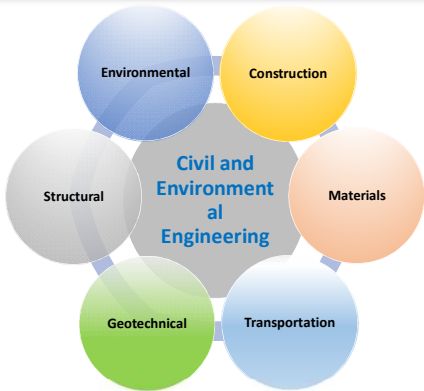 Environmental
Construction
Civil and
Environment
al
Engineering
Structural
Materials
Geotechnical
Transportation